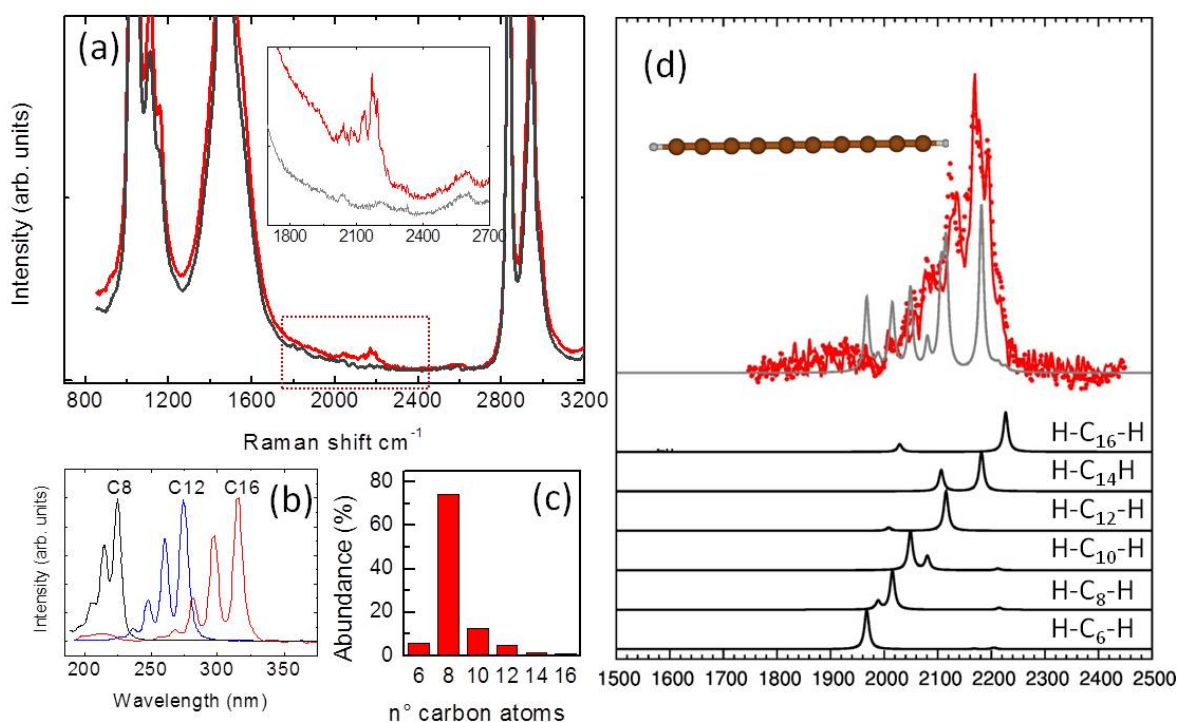 (a)
Intensity (arb. units)
1800 2100 2400 2700
800 1200 1600 2000 2400 2800 3200
Raman shift cm⁻¹
(b)
C8 C12 C16
Intensity (arb. units)
200 250 300 350
Wavelength (nm)
(c)
Abundance (%)
80
60
40
20
0
6 8 10 12 14 16
n° carbon atoms
(d)
H-C₁₆-H
H-C₁₄H
H-C₁₂-H
H-C₁₀-H
H-C₈-H
H-C₆-H
1500 1600 1700 1800 1900 2000 2100 2200 2300 2400 2500